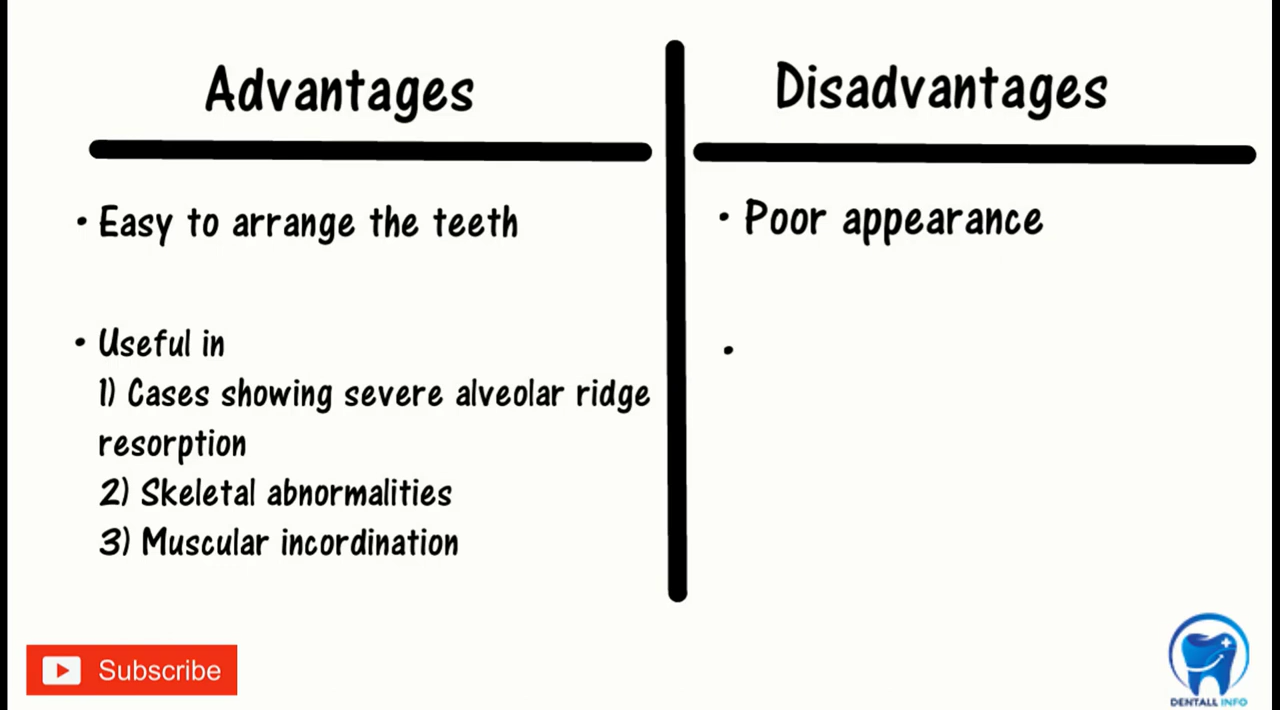 Advantages
Disadvantages
• Easy to arrange the teeth
• Poor appearance
• Useful in
1) Cases showing severe alveolar ridge
resorption
2) Skeletal abnormalities
3) Muscular incordination
•
Subscribe
DENTALL INFO